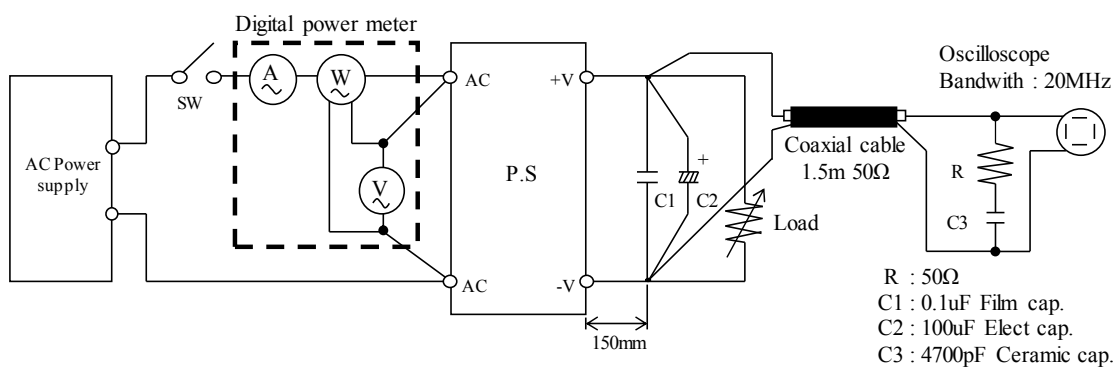 Digital power meter
Oscilloscope
Bandwith : 20MHz
SW
A
W
AC
+V
AC Power
supply
V
P.S
C1
+
C2
Load
Coaxial cable
1.5m 50Ω
R
C3
AC
-V
150mm
R : 50Ω
C1 : 0.1uF Film cap.
C2 : 100uF Elect cap.
C3 : 4700pF Ceramic cap.